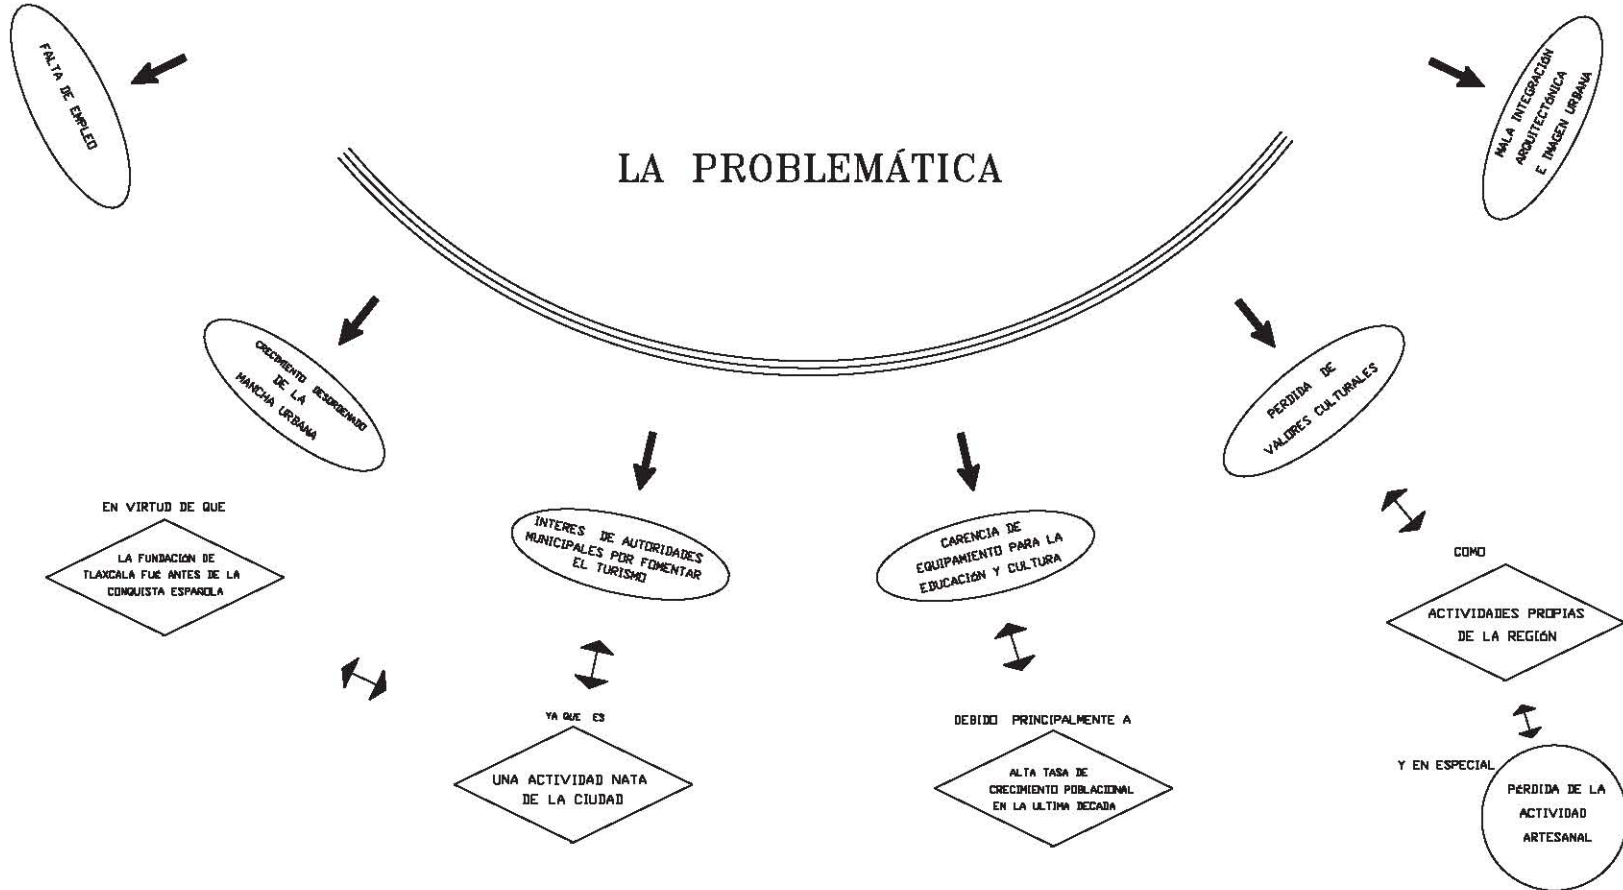 LA PROBLEMÁTICA
FALTA DE EMPLEO
MALA INTEGRACIÓN
ARQUITECTÓNICA
E IMAGEN URBANA
CRECIMIENTO DESORDENADO
DE LA
MANCHA URBANA
PERDIDA DE
VALORES CULTURALES
INTERES DE AUTORIDADES
MUNICIPALES POR FOMENTAR
EL TURISMO
CARENCIA DE
EQUIPAMIENTO PARA LA
EDUCACIÓN Y CULTURA
EN VIRTUD DE QUE
LA FUNDACIÓN DE
TLAXCALA FUÉ ANTES DE LA
CONQUISTA ESPAÑOLA
COMO
ACTIVIDADES PROPIAS
DE LA REGIÓN
YA QUE ES
UNA ACTIVIDAD NATA
DE LA CIUDAD
DEBIDO PRINCIPALMENTE A
ALTA TASA DE
CRECIMIENTO POBLACIONAL
EN LA ULTIMA DECADA
Y EN ESPECIAL
PÉRDIDA DE LA
ACTIVIDAD
ARTESANAL